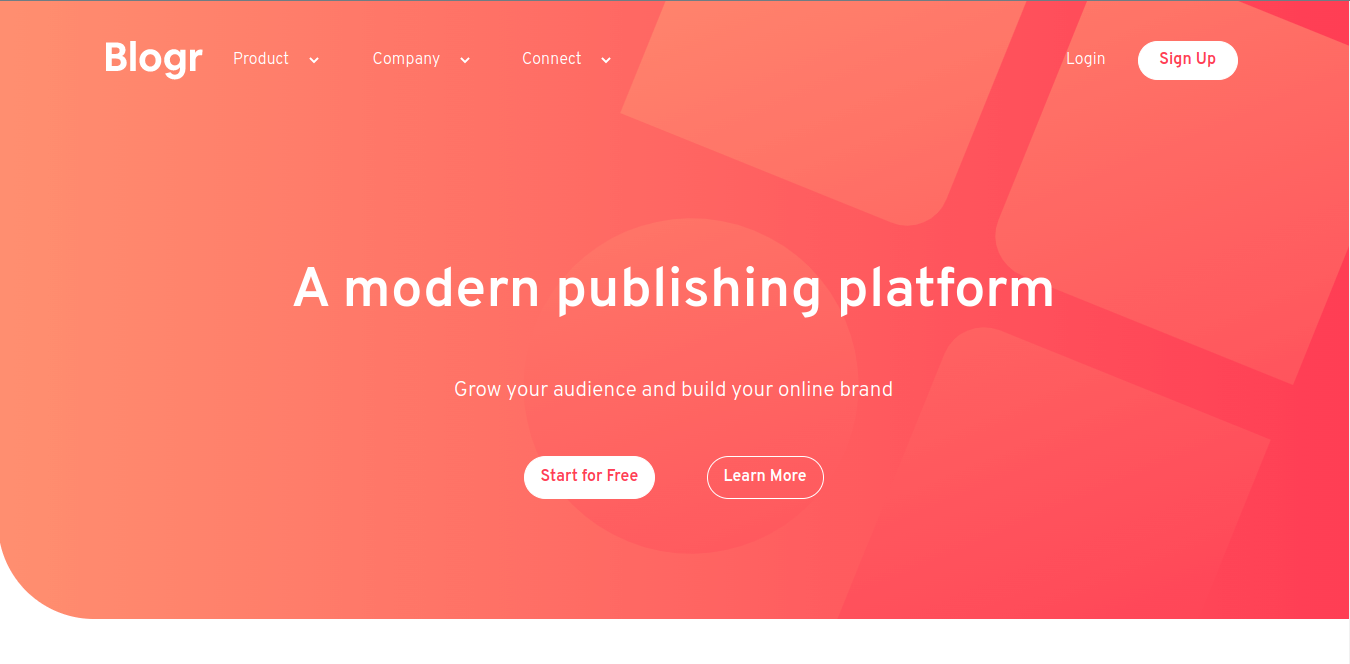 Blogr Product Company Connect Login Sign Up
A modern publishing platform
Grow your audience and build your online brand
Start for Free Learn More